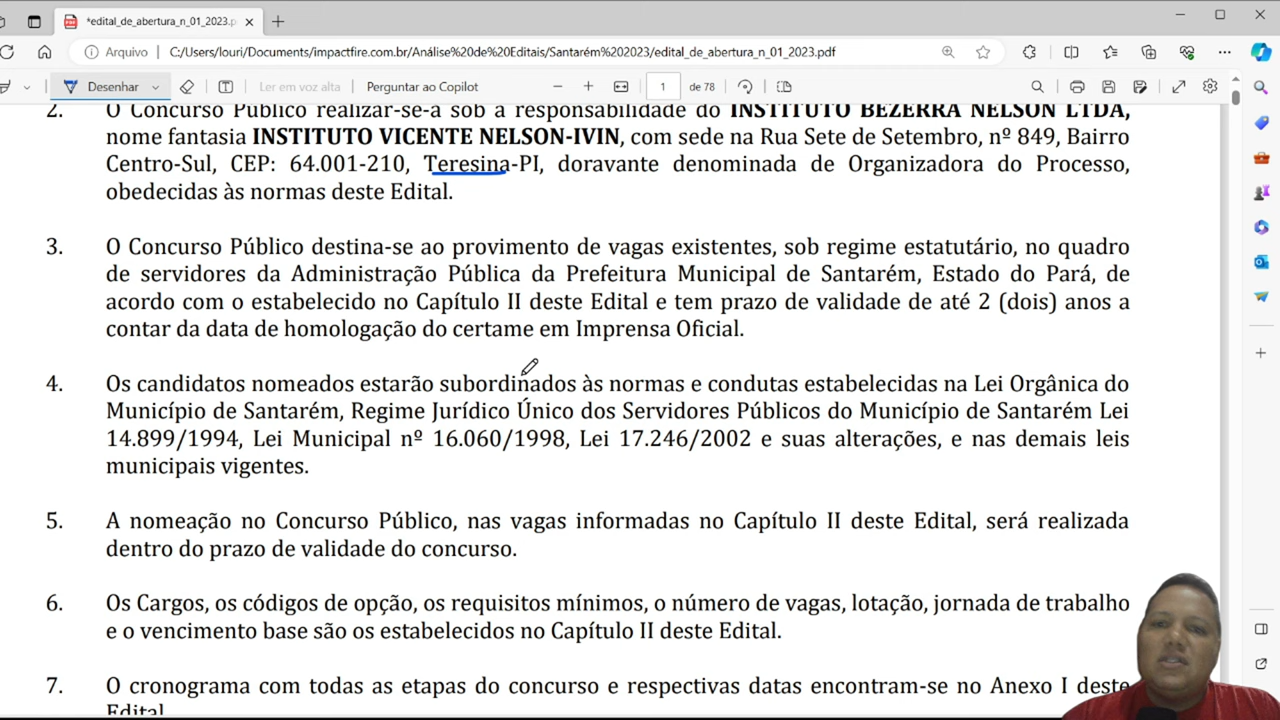 *edital_de_abertura_n_01_2023.p
Arquivo
C:/Users/louri/Documents/impactfire.com.br/Análise%20de%20Editais/Santarém%202023/edital_de_abertura_n_01_2023.pdf
Desenhar
Ler em voz alta
Perguntar ao Copilot
1
de 78
2. O Concurso Público realizar-se-á sob a responsabilidade do INSTITUTO BEZERRA NELSON LTDA,
nome fantasia INSTITUTO VICENTE NELSON-IVIN, com sede na Rua Sete de Setembro, nº 849, Bairro
Centro-Sul, CEP: 64.001-210, Teresina-PI, doravante denominada de Organizadora do Processo,
obedecidas às normas deste Edital.
3. O Concurso Público destina-se ao provimento de vagas existentes, sob regime estatutário, no quadro
de servidores da Administração Pública da Prefeitura Municipal de Santarém, Estado do Pará, de
acordo com o estabelecido no Capítulo II deste Edital e tem prazo de validade de até 2 (dois) anos a
contar da data de homologação do certame em Imprensa Oficial.
4. Os candidatos nomeados estarão subordinados às normas e condutas estabelecidas na Lei Orgânica do
Município de Santarém, Regime Jurídico Único dos Servidores Públicos do Município de Santarém Lei
14.899/1994, Lei Municipal nº 16.060/1998, Lei 17.246/2002 e suas alterações, e nas demais leis
municipais vigentes.
5. A nomeação no Concurso Público, nas vagas informadas no Capítulo II deste Edital, será realizada
dentro do prazo de validade do concurso.
6. Os Cargos, os códigos de opção, os requisitos mínimos, o número de vagas, lotação, jornada de trabalho
e o vencimento base são os estabelecidos no Capítulo II deste Edital.
7. O cronograma com todas as etapas do concurso e respectivas datas encontram-se no Anexo I deste
Edital.